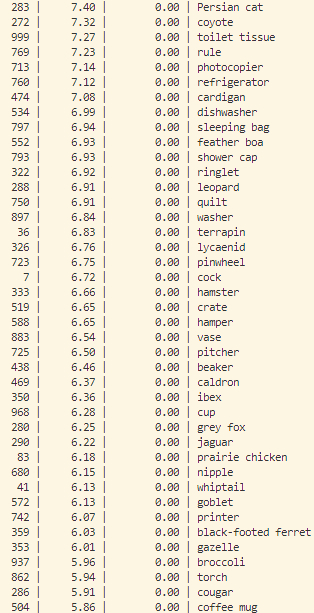 283 | 7.40 | 0.00 | Persian cat
272 | 7.32 | 0.00 | coyote
999 | 7.27 | 0.00 | toilet tissue
769 | 7.23 | 0.00 | rule
713 | 7.14 | 0.00 | photocopier
760 | 7.12 | 0.00 | refrigerator
474 | 7.08 | 0.00 | cardigan
534 | 6.99 | 0.00 | dishwasher
797 | 6.94 | 0.00 | sleeping bag
552 | 6.93 | 0.00 | feather boa
793 | 6.93 | 0.00 | shower cap
322 | 6.92 | 0.00 | ringlet
288 | 6.91 | 0.00 | leopard
750 | 6.91 | 0.00 | quilt
897 | 6.84 | 0.00 | washer
36 | 6.83 | 0.00 | terrapin
326 | 6.76 | 0.00 | lycaenid
723 | 6.75 | 0.00 | pinwheel
7 | 6.72 | 0.00 | cock
333 | 6.66 | 0.00 | hamster
519 | 6.65 | 0.00 | crate
588 | 6.65 | 0.00 | hamper
883 | 6.54 | 0.00 | vase
725 | 6.50 | 0.00 | pitcher
438 | 6.46 | 0.00 | beaker
469 | 6.37 | 0.00 | caldron
350 | 6.36 | 0.00 | ibex
968 | 6.28 | 0.00 | cup
280 | 6.25 | 0.00 | grey fox
290 | 6.22 | 0.00 | jaguar
83 | 6.18 | 0.00 | prairie chicken
680 | 6.15 | 0.00 | nipple
41 | 6.13 | 0.00 | whiptail
572 | 6.13 | 0.00 | goblet
742 | 6.07 | 0.00 | printer
359 | 6.03 | 0.00 | black-footed ferret
353 | 6.01 | 0.00 | gazelle
937 | 5.96 | 0.00 | broccoli
862 | 5.94 | 0.00 | torch
286 | 5.91 | 0.00 | cougar
504 | 5.86 | 0.00 | coffee mug